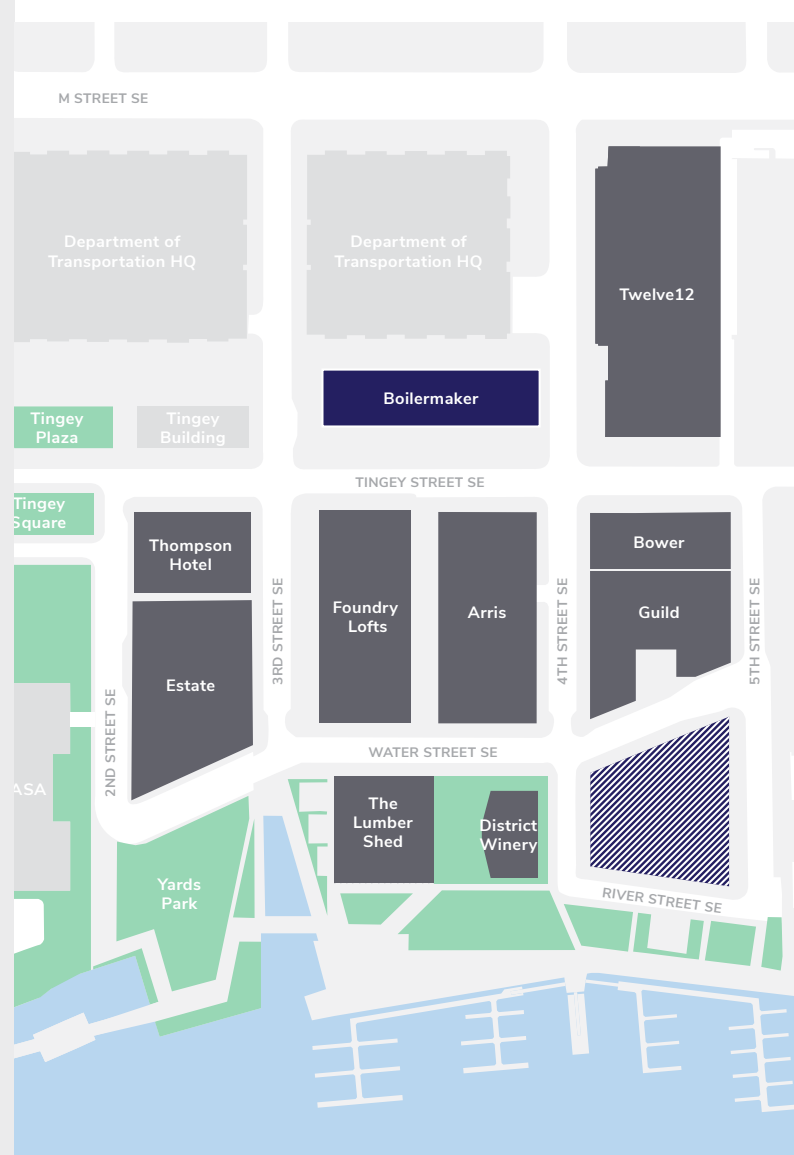 M STREET SE
Department of
Transportation HQ
Department of
Transportation HQ
Twelve12
Boilermaker
Tingey
Plaza
Tingey
Building
TINGEY STREET SE
Tingey
Square
Thompson
Hotel
Bower
Foundry
Lofts
Arris
Guild
3RD STREET SE
4TH STREET SE
5TH STREET SE
Estate
2ND STREET SE
WATER STREET SE
ASA
The
Lumber
Shed
District
Winery
Yards
Park
RIVER STREET SE